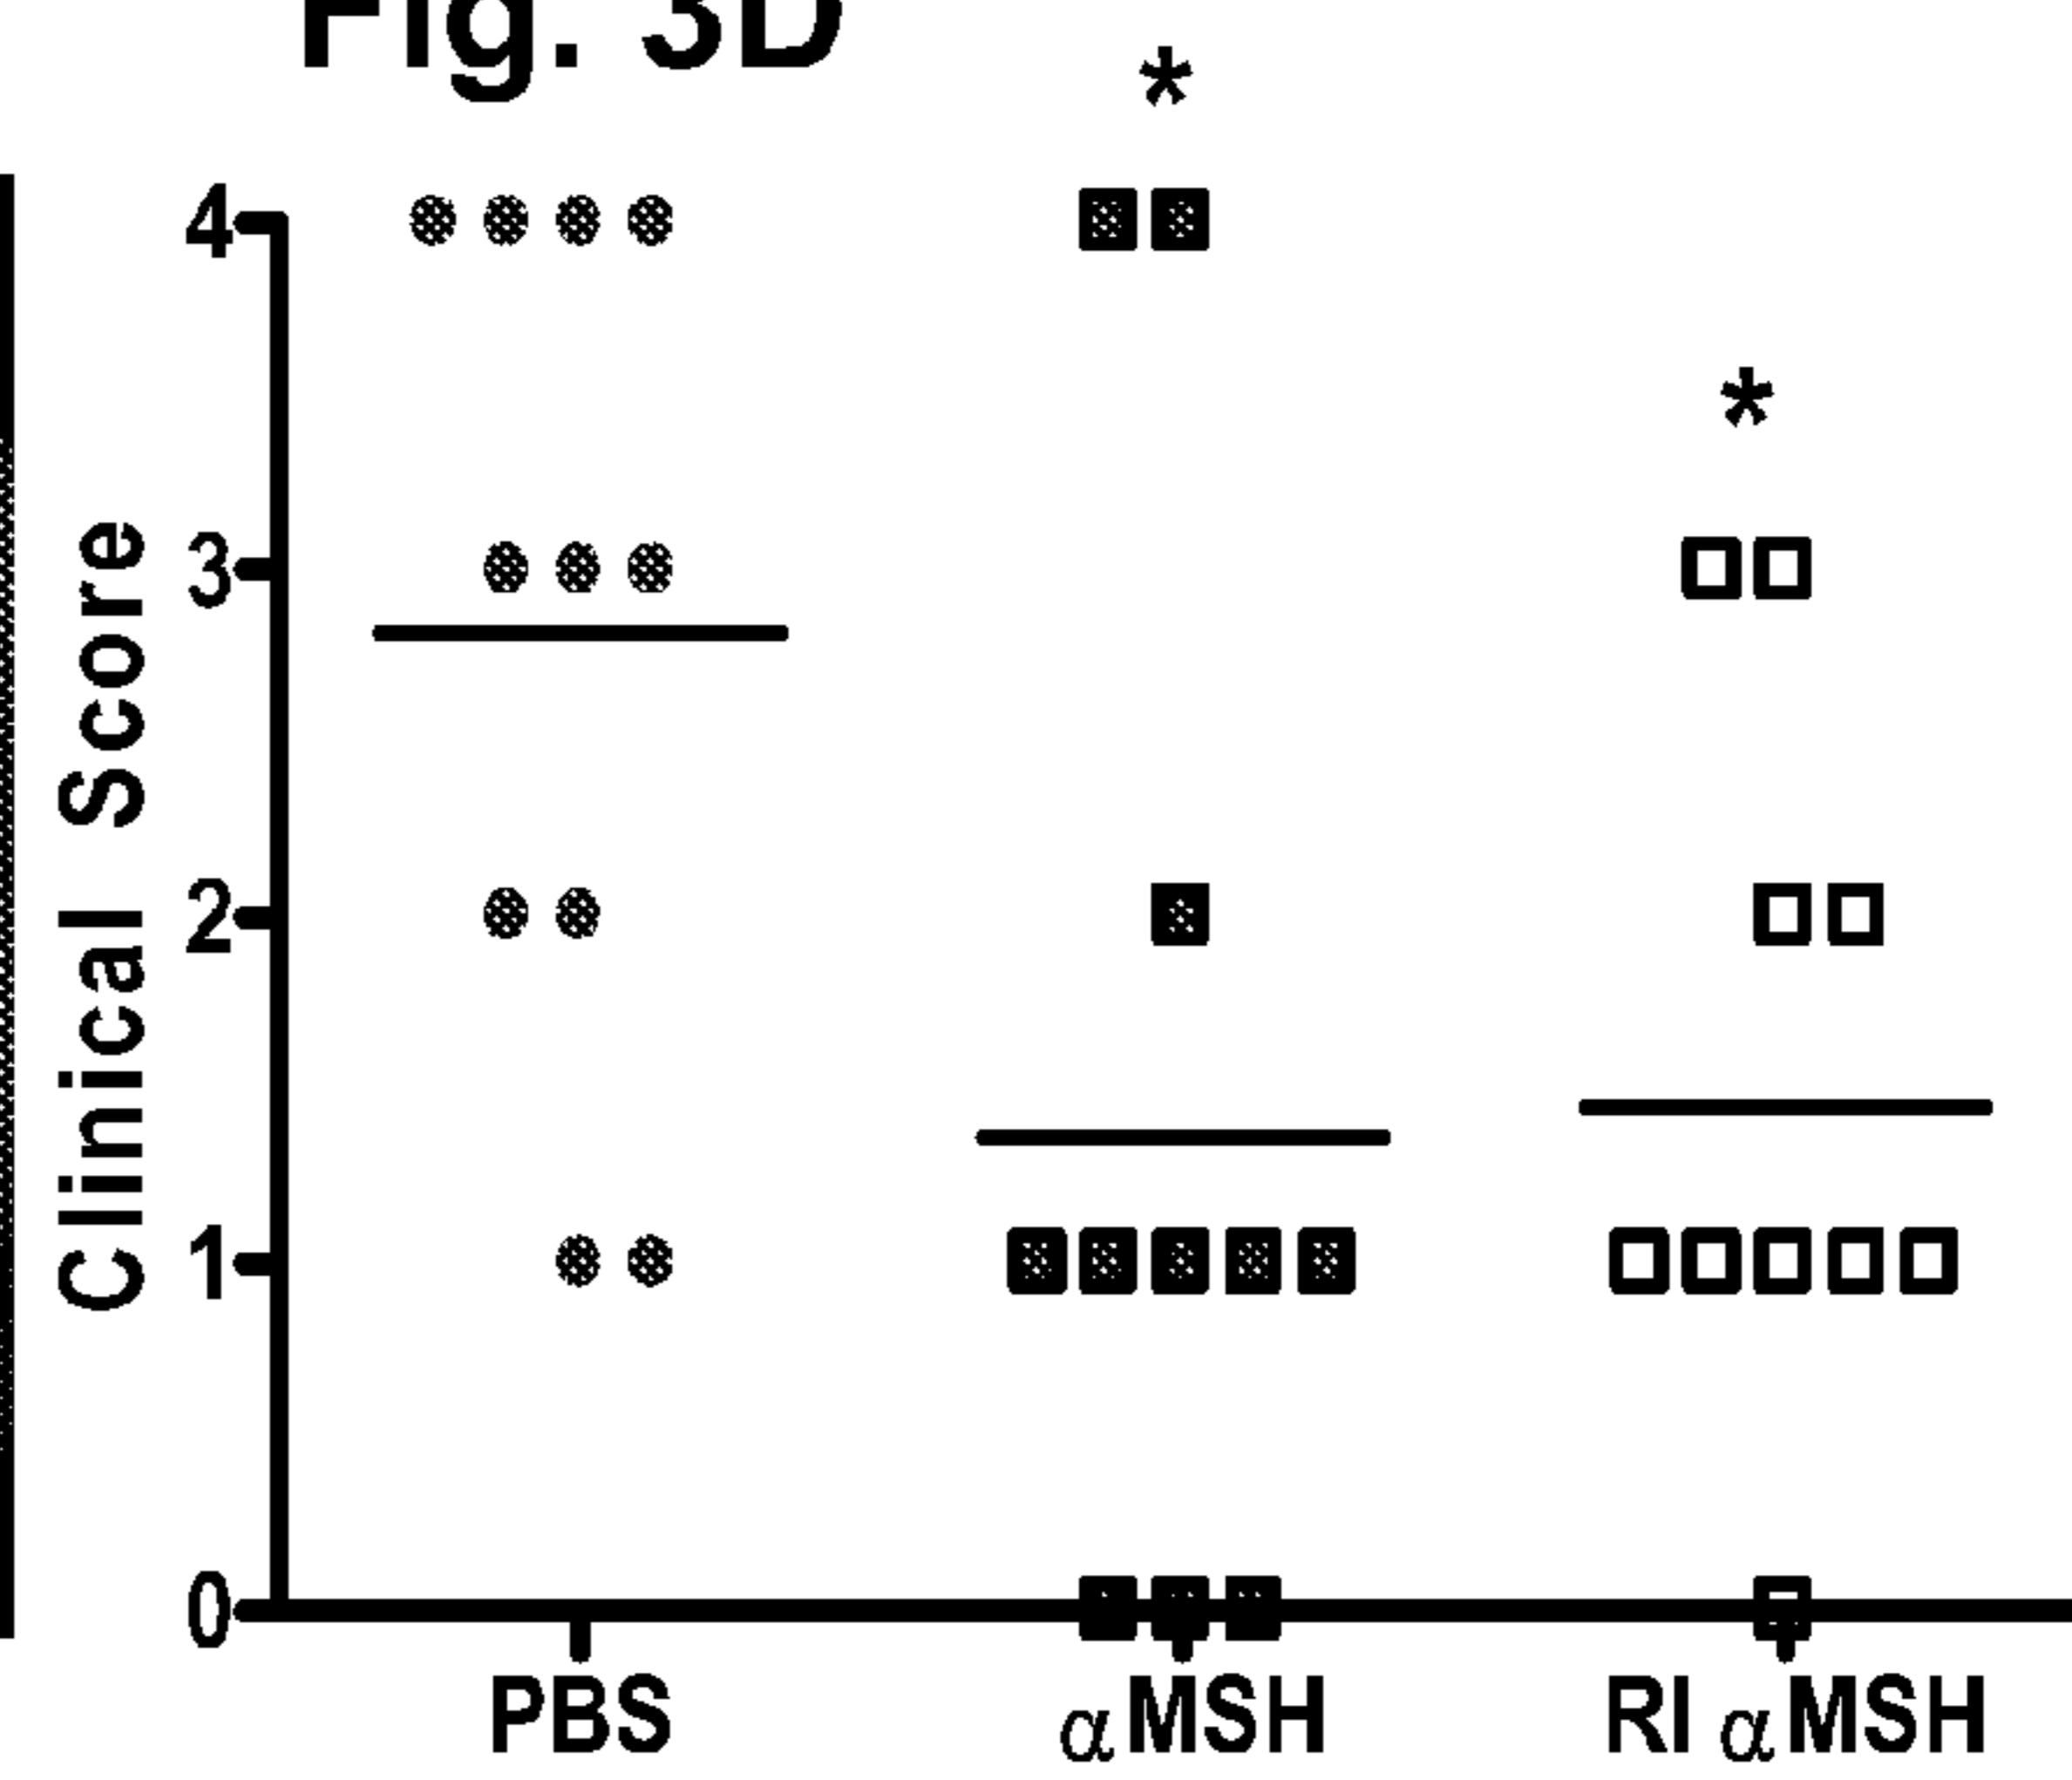 Fig. 3D
*
*
Clinical Score
4
3
2
1
0
PBS
αMSH
RI αMSH